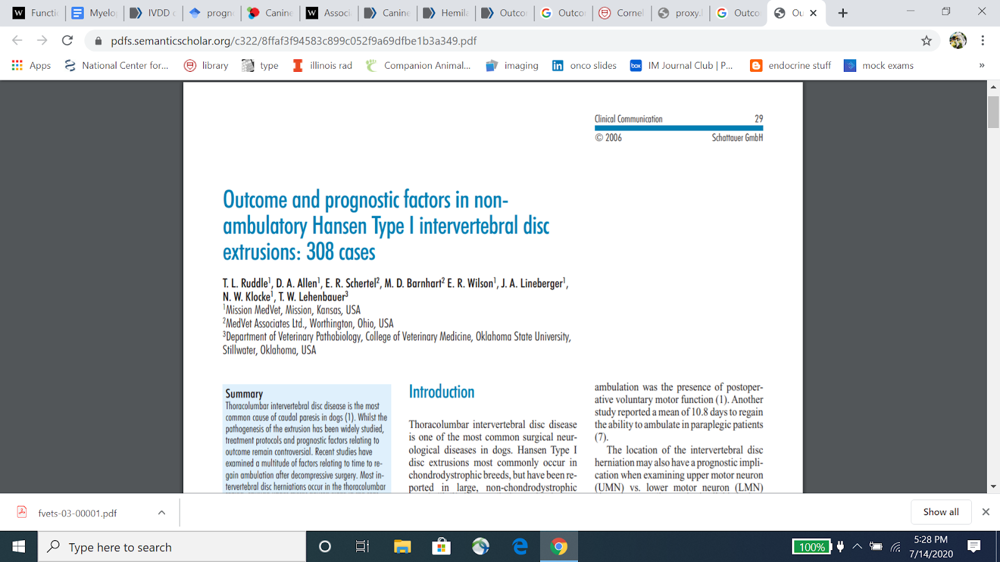 Functi
Myelo
IVDD
progn
Canine
Associ
Canine
Hemila
Outco
Outco
Cornel
proxy.l
Outco
Ou
pdfs.semanticscholar.org/c322/8ffaf3f94583c899c052f9a69dfbe1b3a349.pdf
Apps
National Center for...
library
type
illinois rad
Companion Animal...
imaging
onco slides
IM Journal Club | P...
endocrine stuff
mock exams
»
Clinical Communication 29
© 2006 Schattauer GmbH
Outcome and prognostic factors in non-
ambulatory Hansen Type I intervertebral disc
extrusions: 308 cases
T. L. Ruddle¹, D. A. Allen¹, E. R. Schertel², M. D. Barnhart² E. R. Wilson¹, J. A. Lineberger¹,
N. W. Klocke¹, T. W. Lehenbauer³
¹Mission MedVet, Mission, Kansas, USA
²MedVet Associates Ltd., Worthington, Ohio, USA
³Department of Veterinary Pathobiology, College of Veterinary Medicine, Oklahoma State University,
Stillwater, Oklahoma, USA
Summary
Thoracolumbar intervertebral disc disease is the most
common cause of caudal paresis in dogs (1). Whilst the
pathogenesis of the extrusion has been widely studied,
treatment protocols and prognostic factors relating to
outcome remain controversial. Recent studies have
examined a multitude of factors relating to time to re-
gain ambulation after decompressive surgery. Most in-
tervertebral disc herniations occur in the thoracolumbar
Introduction
Thoracolumbar intervertebral disc disease
is one of the most common surgical neur-
ological diseases in dogs. Hansen Type I
disc extrusions most commonly occur in
chondrodystrophic breeds, but have been re-
ported in large, non-chondrodystrophic
ambulation was the presence of postoper-
ative voluntary motor function (1). Another
study reported a mean of 10.8 days to regain
the ability to ambulate in paraplegic patients
(7).
The location of the intervertebral disc
herniation may also have a prognostic impli-
cation when examining upper motor neuron
(UMN) vs. lower motor neuron (LMN)
fvets-03-00001.pdf
Show all
Type here to search
100%
5:28 PM
7/14/2020